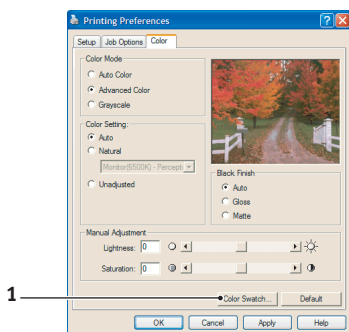 Printing Preferences
Setup Job Options Color
Color Mode
Auto Color
Advanced Color
Grayscale
Color Setting:
Auto
Natural
Monitor(6500K) - Percepti
Unadjusted
Black Finish
Auto
Gloss
Matte
Manual Adjustment
Lightness: 0
Saturation: 0
1
Color Swatch... Default
OK Cancel Apply Help